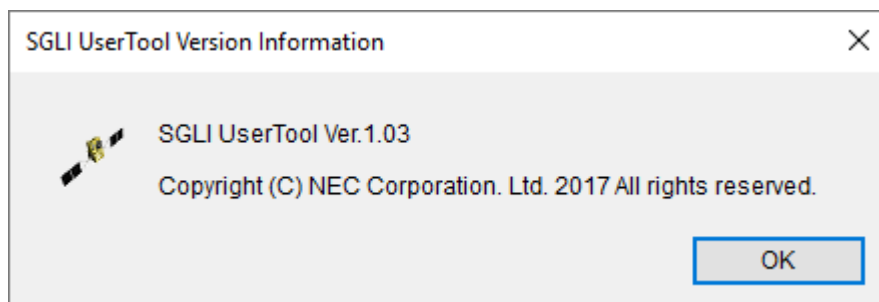 SGLI UserTool Version Information
SGLI UserTool Ver.1.03
Copyright (C) NEC Corporation. Ltd. 2017 All rights reserved.
OK